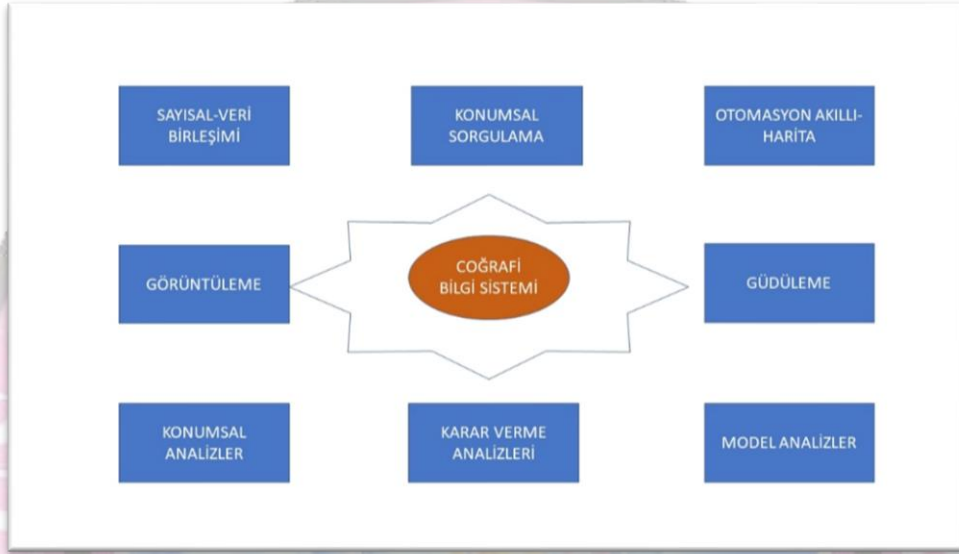 SAYISAL-VERİ
BİRLEŞİMİ
KONUMSAL
SORGULAMA
OTOMASYON AKILLI-
HARİTA
GÖRÜNTÜLEME
COĞRAFİ
BİLGİ SİSTEMİ
GÜDÜLEME
KONUMSAL
ANALİZLER
KARAR VERME
ANALİZLERİ
MODEL ANALİZLER